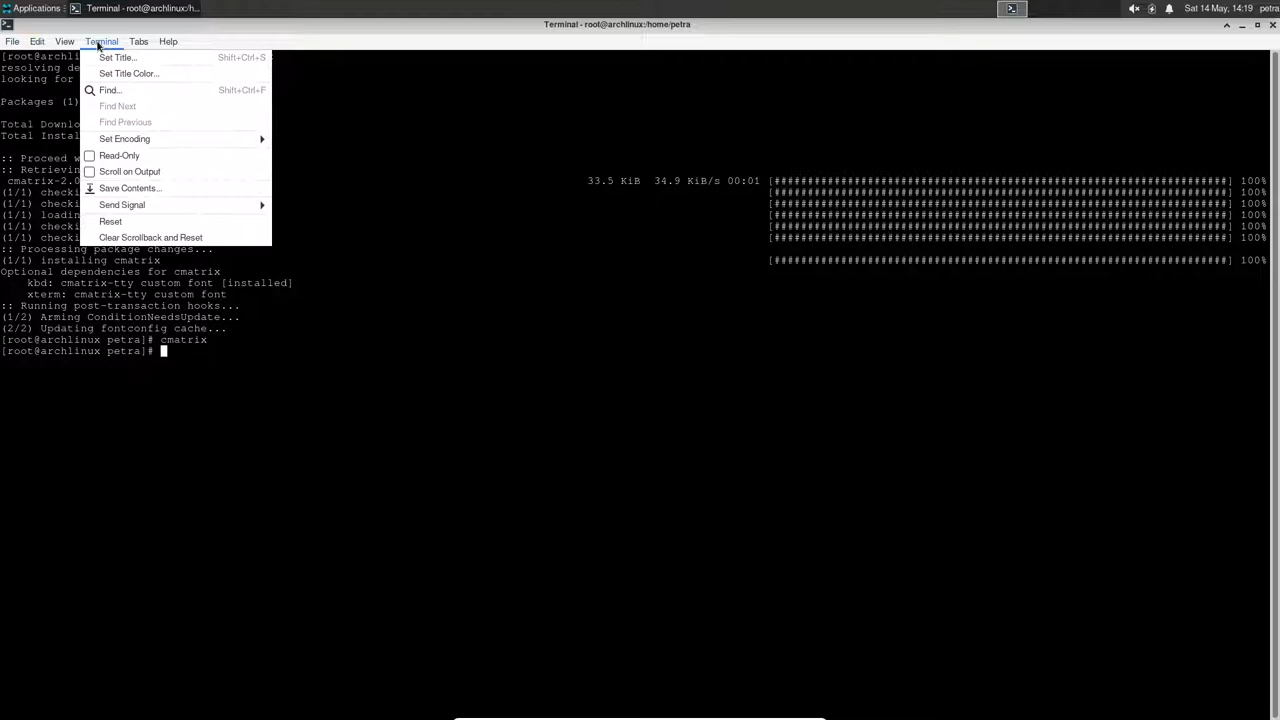 Applications
Terminal - root@archlinux:/h...
Sat 14 May, 14:19 petra
Terminal - root@archlinux:/home/petra
File Edit View Terminal Tabs Help
[root@archli
resolving de
looking for
Packages (1)
Total Downlo
Total Instal
:: Proceed w
:: Retrievin
cmatrix-2.0 33.5 KiB 34.9 KiB/s 00:01 [######################################################################] 100%
(1/1) checki [######################################################################] 100%
(1/1) checki [######################################################################] 100%
(1/1) loadin [######################################################################] 100%
(1/1) checki [######################################################################] 100%
(1/1) checki [######################################################################] 100%
:: Processing package changes...
(1/1) installing cmatrix [######################################################################] 100%
Optional dependencies for cmatrix
kbd: cmatrix-tty custom font [installed]
xterm: cmatrix-tty custom font
:: Running post-transaction hooks...
(1/2) Arming ConditionNeedsUpdate...
(2/2) Updating fontconfig cache...
[root@archlinux petra]# cmatrix
[root@archlinux petra]#
Set Title... Shift+Ctrl+S
Set Title Color...
Find... Shift+Ctrl+F
Find Next
Find Previous
Set Encoding
Read-Only
Scroll on Output
Save Contents...
Send Signal
Reset
Clear Scrollback and Reset